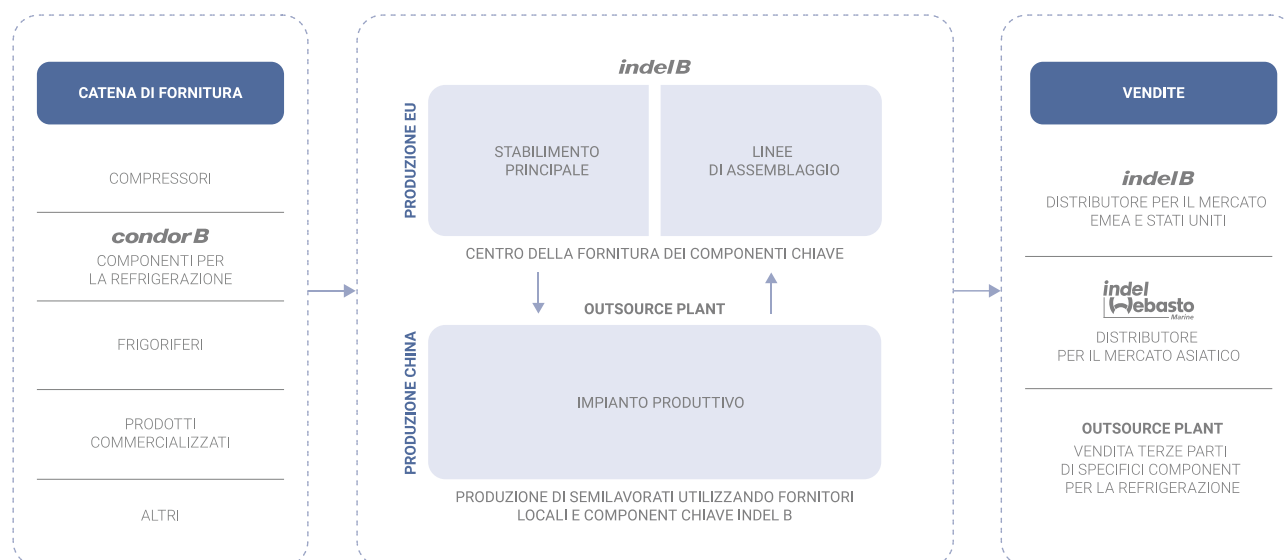 CATENA DI FORNITURA
COMPRESSORI
condorB
COMPONENTI PER
LA REFRIGERAZIONE
FRIGORIFERI
PRODOTTI
COMMERCIALIZZATI
ALTRI
indelB
PRODUZIONE EU
STABILIMENTO
PRINCIPALE
LINEE
DI ASSEMBLAGGIO
CENTRO DELLA FORNITURA DEI COMPONENTI CHIAVE
OUTSOURCE PLANT
PRODUZIONE CHINA
IMPIANTO PRODUTTIVO
PRODUZIONE DI SEMILAVORATI UTILIZZANDO FORNITORI
LOCALI E COMPONENT CHIAVE INDEL B
VENDITE
indelB
DISTRIBUTORE PER IL MERCATO
EMEA E STATI UNITI
indel
Webasto
Marine
DISTRIBUTORE
PER IL MERCATO ASIATICO
OUTSOURCE PLANT
VENDITA TERZE PARTI
DI SPECIFICI COMPONENT
PER LA REFRIGERAZIONE